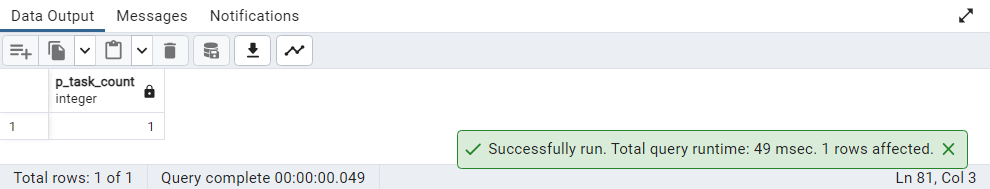 Data Output Messages Notifications
p_task_count
integer
1 1
Successfully run. Total query runtime: 49 msec. 1 rows affected.
Total rows: 1 of 1 Query complete 00:00:00.049 Ln 81, Col 3